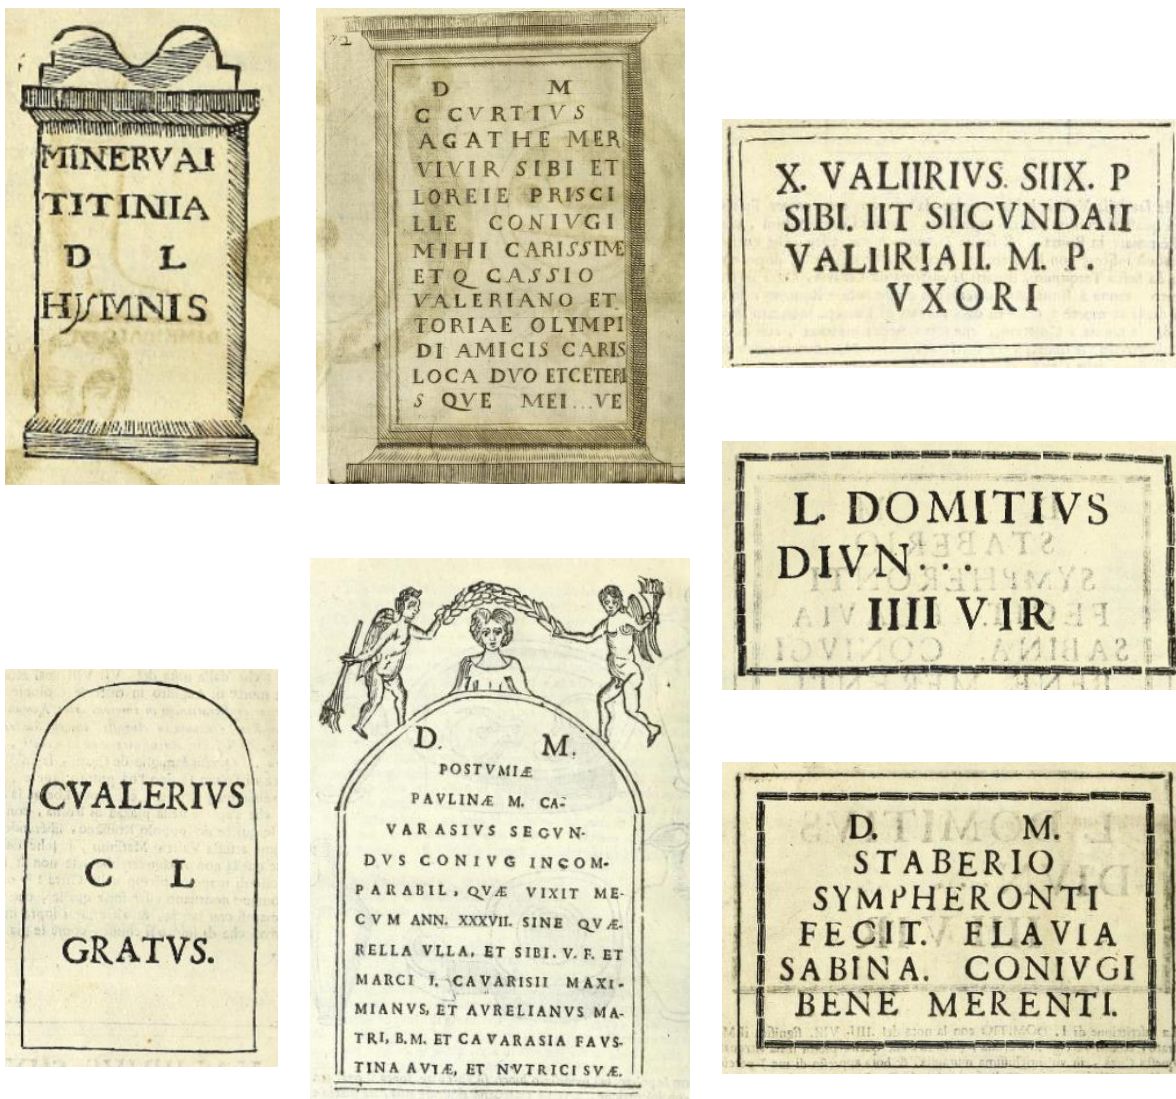 MINERVAI
TITINIA
D L
HYMNIS
D M
C CVRTIVS
AGATHE MER
VIVIR SIBI ET
LOREIE PRISCI
LLE CONIVGI
MIHI CARISSIME
ET Q CASSIO
VALERIANO ET
TORIAE OLYMPI
DI AMICIS CARIS
LOCA DVO ETCETERI
S QVE MEI...VE
X. VALIIRIVS. SIIX. P
SIBI. IIT SIICVNDAII
VALIIRIAII. M. P.
VXORI
L. DOMITIVS
DIVN...
IIII VIR
CVALERIVS
C L
GRATVS.
D. M.
POSTVMIÆ
PAVLINÆ M. CA-
VARASIVS SEGVN-
DVS CONIVG INCOM-
PARABIL, QVÆ VIXIT ME-
CVM ANN. XXXVII. SINE QVÆ-
RELLA VLLA, ET SIBI. V. F. ET
MARCI I. CAVARISII MAXI-
MIANVS, ET AVRELIANVS MA-
TRI, B.M. ET CAVARASIA FAVS-
TINA AVIÆ, ET NVTRICI SVÆ.
D. M.
STABERIO
SYMPHERONTI
FECIT. FLAVIA
SABINA. CONIVGI
BENE MERENTI.